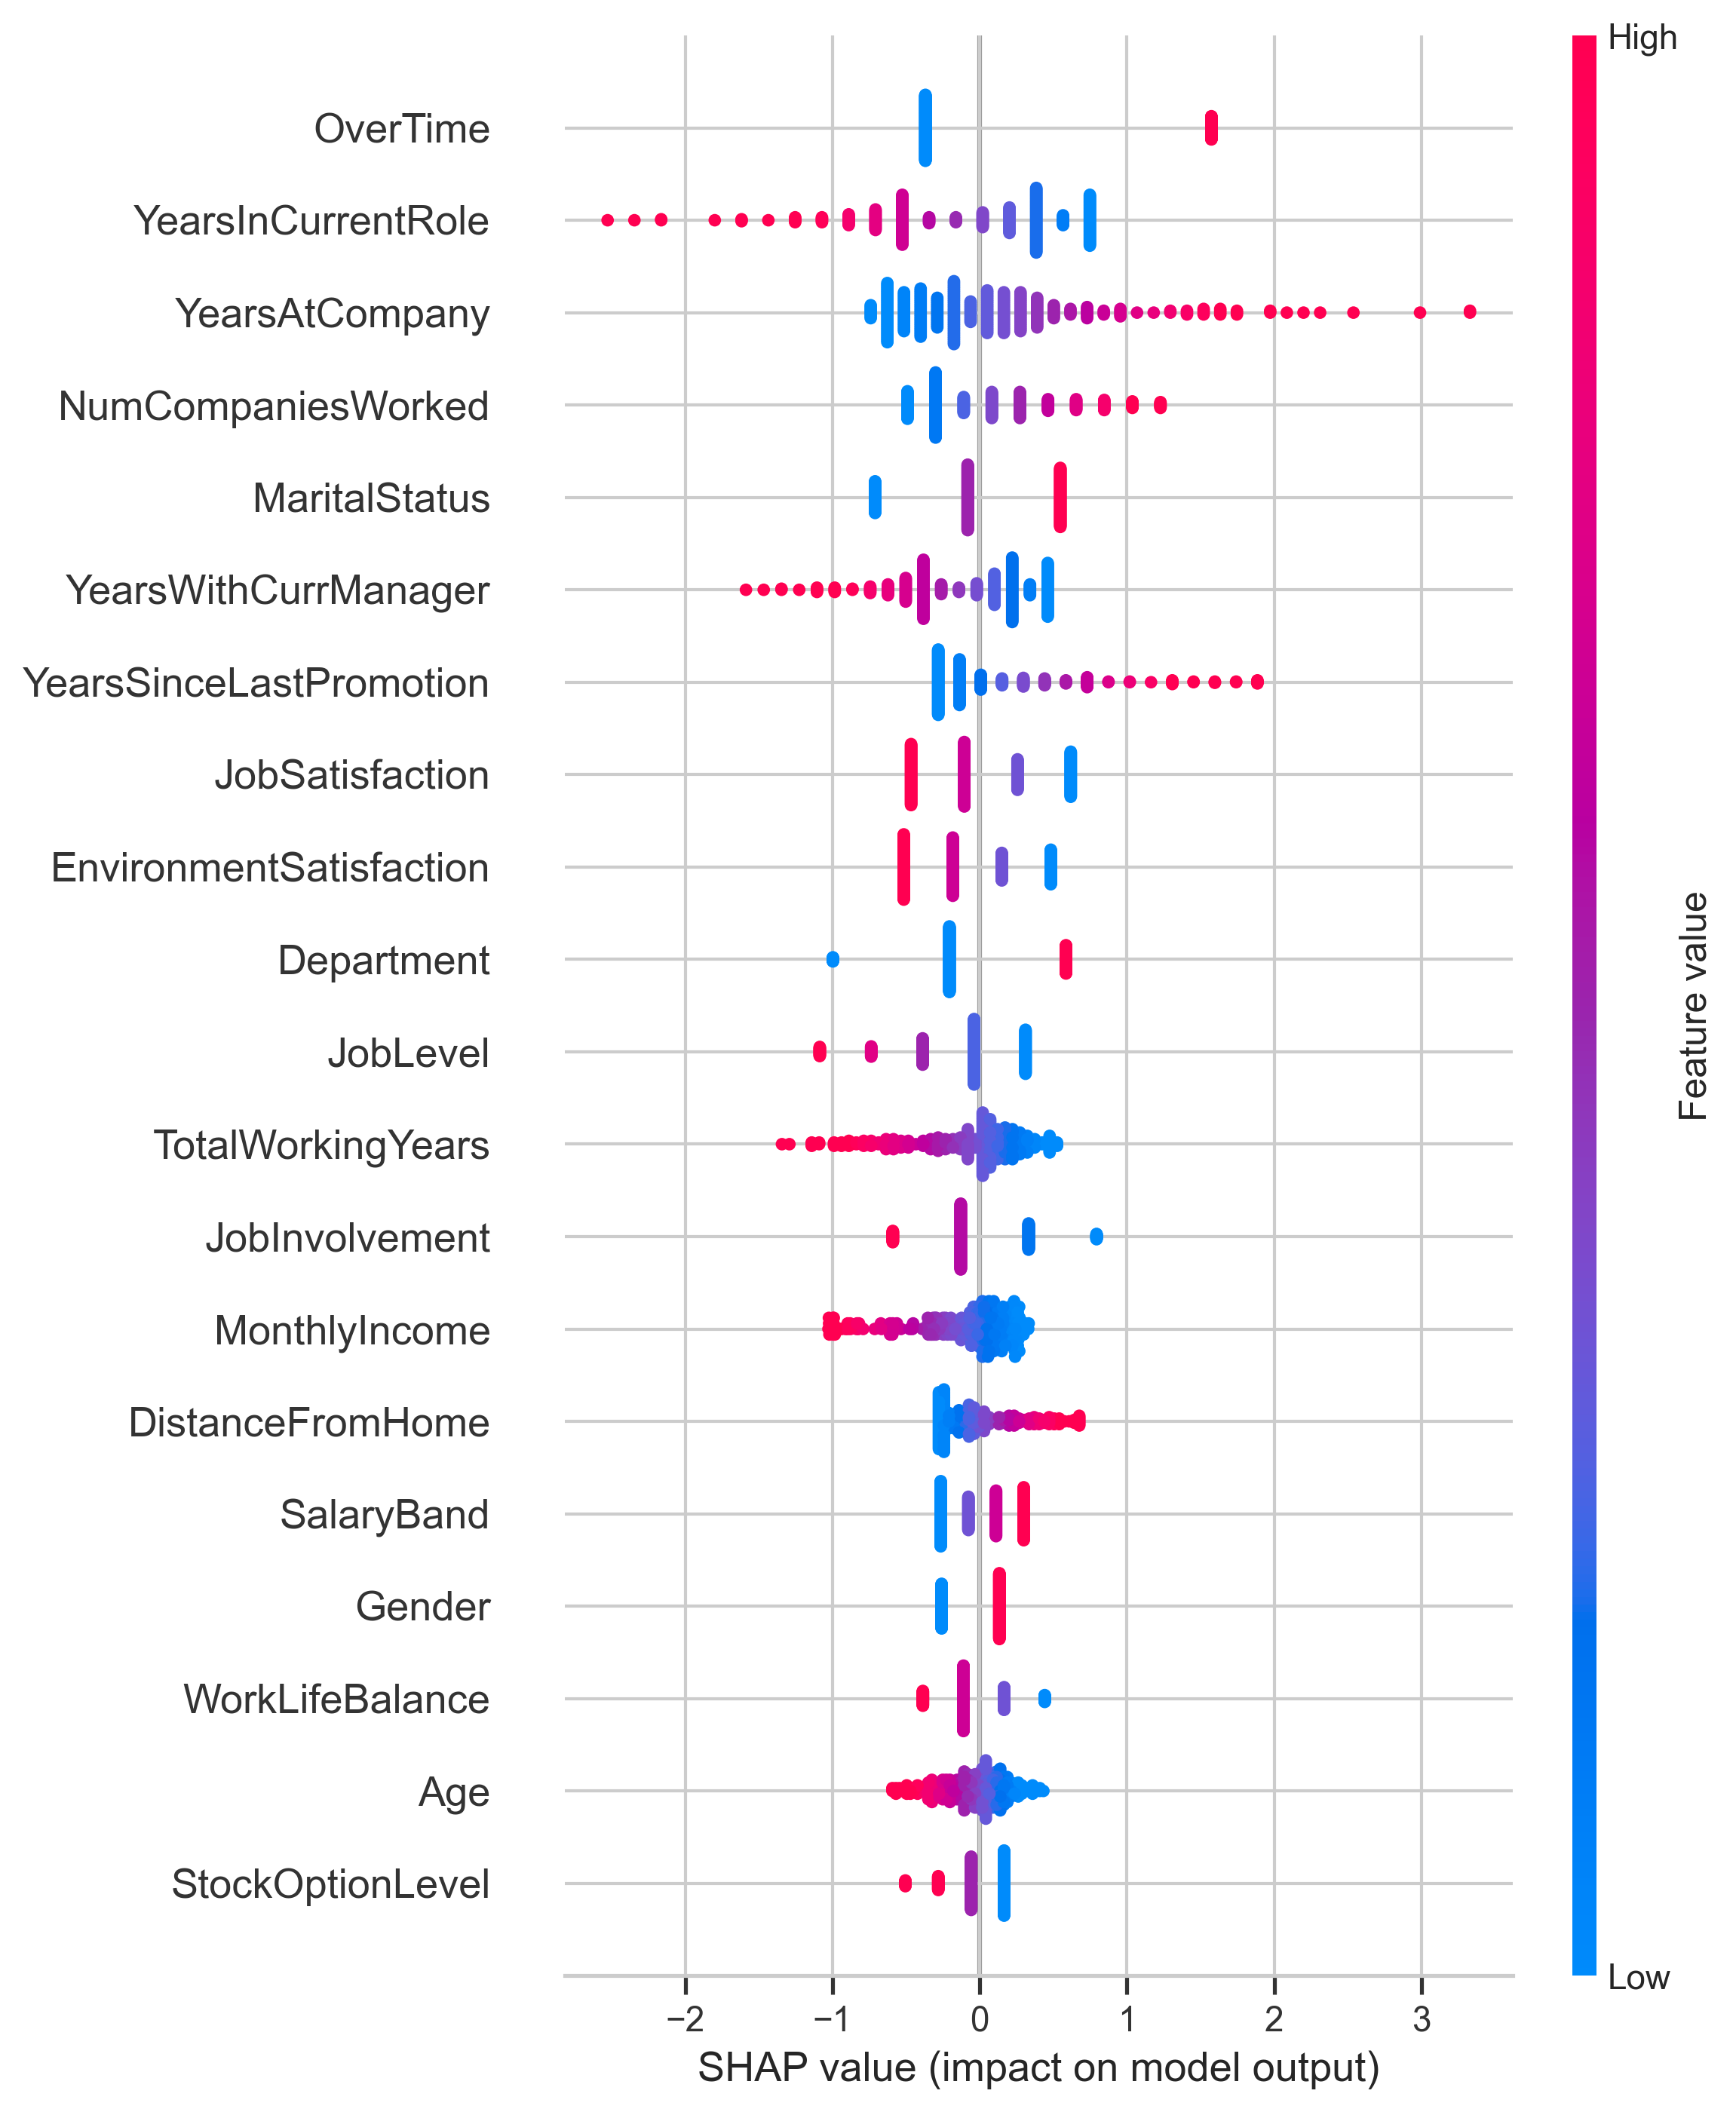 High
OverTime
YearsInCurrentRole
YearsAtCompany
NumCompaniesWorked
MaritalStatus
YearsWithCurrManager
YearsSinceLastPromotion
JobSatisfaction
EnvironmentSatisfaction
Department
JobLevel
TotalWorkingYears
JobInvolvement
MonthlyIncome
DistanceFromHome
SalaryBand
Gender
WorkLifeBalance
Age
StockOptionLevel
Feature value
Low
−2 −1 0 1 2 3
SHAP value (impact on model output)